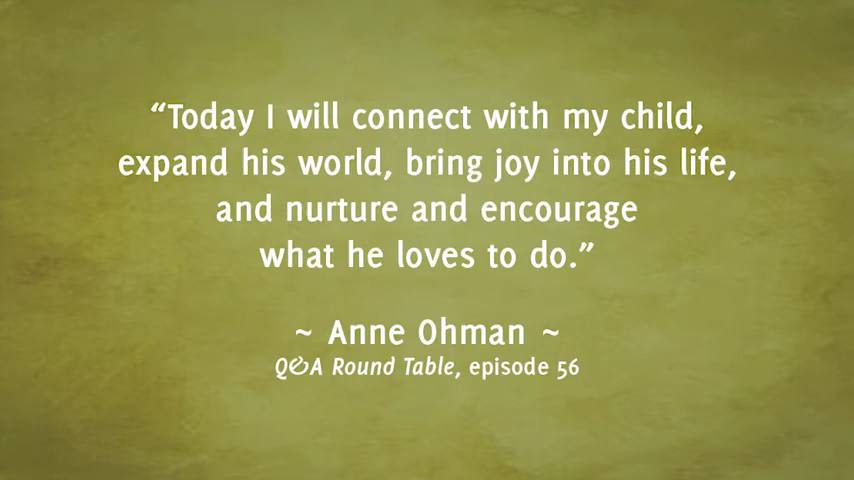 “Today I will connect with my child,
expand his world, bring joy into his life,
and nurture and encourage
what he loves to do.”
~ Anne Ohman ~
Q&A Round Table, episode 56